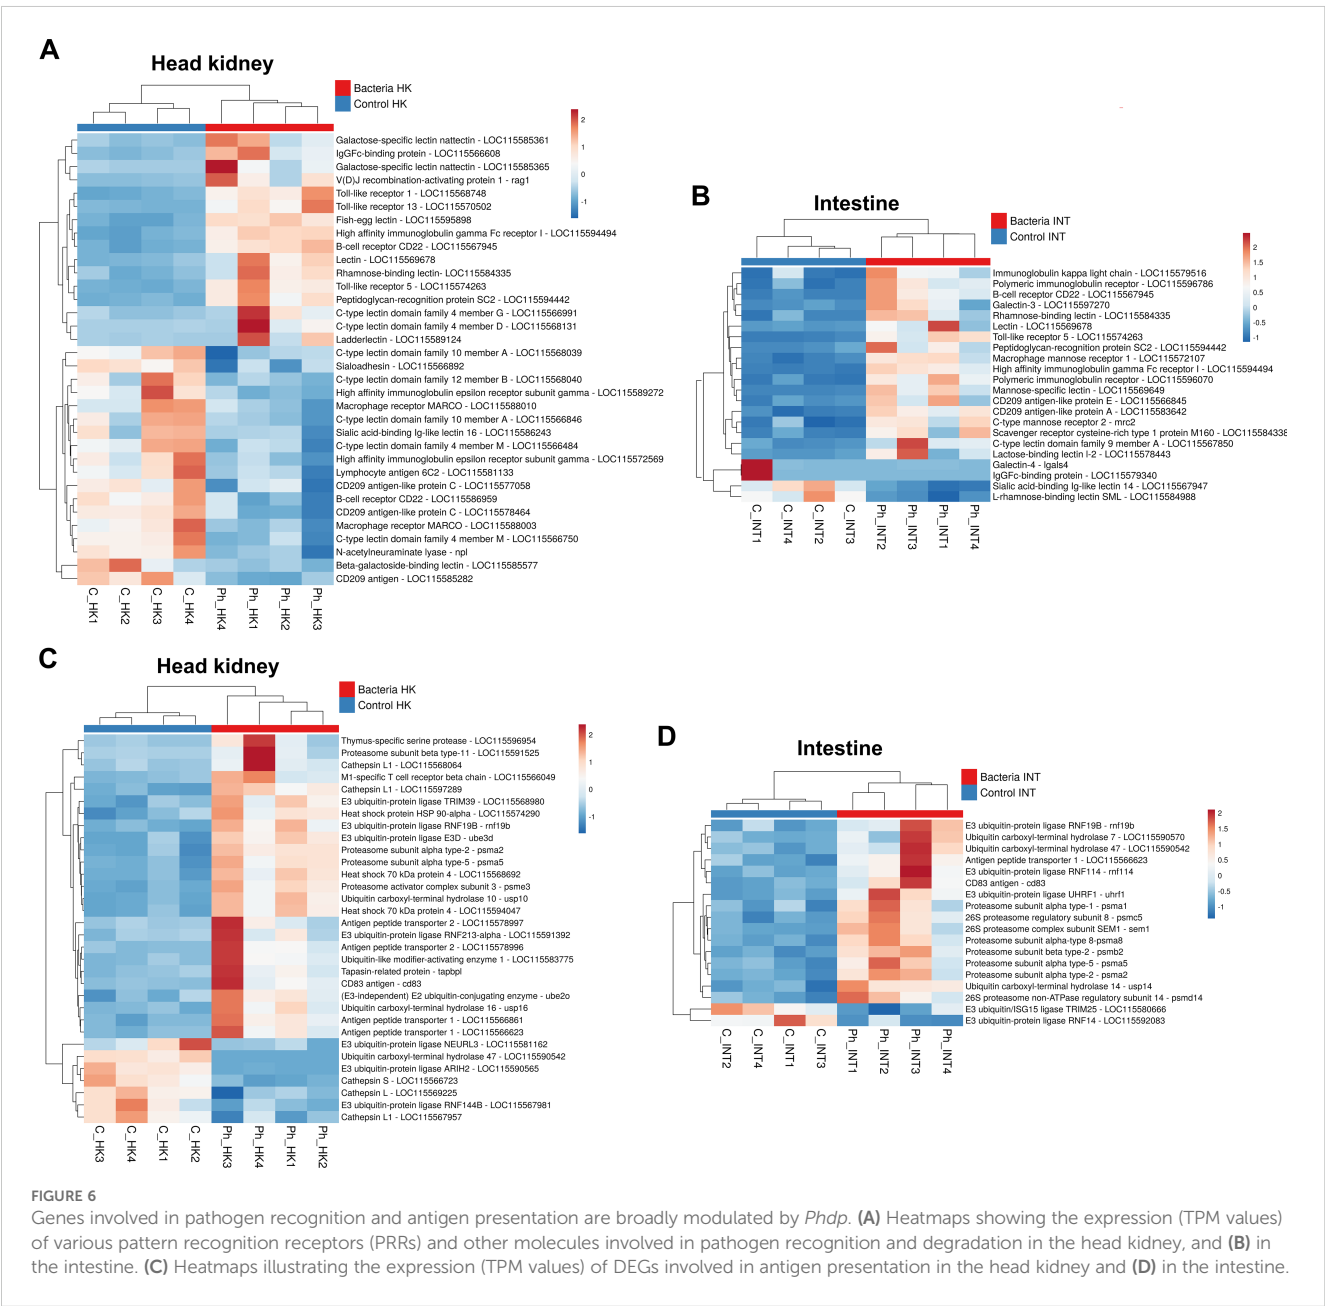 A
Head kidney
Bacteria HK
Control HK
2
1
0
-1
Galactose-specific lectin nattectin - LOC115585361
IgGFc-binding protein - LOC115566608
Galactose-specific lectin nattectin - LOC115585365
V(D)J recombination-activating protein 1 - rag1
Toll-like receptor 1 - LOC115568748
Toll-like receptor 13 - LOC115570502
Fish-egg lectin - LOC115595898
High affinity immunoglobulin gamma Fc receptor I - LOC115594494
B-cell receptor CD22 - LOC115567945
Lectin - LOC115569678
Rhamnose-binding lectin- LOC115584335
Toll-like receptor 5 - LOC115574263
Peptidoglycan-recognition protein SC2 - LOC115594442
C-type lectin domain family 4 member G - LOC115566991
C-type lectin domain family 4 member D - LOC115568131
Ladderlectin - LOC115589124
C-type lectin domain family 10 member A - LOC115568039
Sialoadhesin - LOC115566892
C-type lectin domain family 12 member B - LOC115568040
High affinity immunoglobulin epsilon receptor subunit gamma - LOC115589272
Macrophage receptor MARCO - LOC115588010
C-type lectin domain family 10 member A - LOC115566846
Sialic acid-binding Ig-like lectin 16 - LOC115586243
C-type lectin domain family 4 member M - LOC115566484
High affinity immunoglobulin epsilon receptor subunit gamma - LOC115572569
Lymphocyte antigen 6C2 - LOC115581133
CD209 antigen-like protein C - LOC115577058
B-cell receptor CD22 - LOC115586959
CD209 antigen-like protein C - LOC115578464
Macrophage receptor MARCO - LOC115588003
C-type lectin domain family 4 member M - LOC115566750
N-acetylneuraminate lyase - npl
Beta-galactoside-binding lectin - LOC115585577
CD209 antigen - LOC115585282
C_HK1
C_HK2
C_HK3
C_HK4
Ph_HK4
Ph_HK1
Ph_HK2
Ph_HK3
B
Intestine
Bacteria INT
Control INT
2
1.5
1
0.5
0
-0.5
-1
Immunoglobulin kappa light chain - LOC115579516
Polymeric immunoglobulin receptor - LOC115596786
B-cell receptor CD22 - LOC115567945
Galectin-3 - LOC115597270
Rhamnose-binding lectin - LOC115584335
Lectin - LOC115569678
Toll-like receptor 5 - LOC115574263
Peptidoglycan-recognition protein SC2 - LOC115594442
Macrophage mannose receptor 1 - LOC115572107
High affinity immunoglobulin gamma Fc receptor I - LOC115594494
Polymeric immunoglobulin receptor - LOC115596070
Mannose-specific lectin - LOC115569649
CD209 antigen-like protein E - LOC115566845
CD209 antigen-like protein A - LOC115583642
C-type mannose receptor 2 - mrc2
Scavenger receptor cysteine-rich type 1 protein M160 - LOC115584338
C-type lectin domain family 9 member A - LOC115567850
Lactose-binding lectin l-2 - LOC115578443
Galectin-4 - lgals4
IgGFc-binding protein - LOC115579340
Sialic acid-binding Ig-like lectin 14 - LOC115567947
L-rhamnose-binding lectin SML - LOC115584988
C_INT1
C_INT4
C_INT2
C_INT3
Ph_INT2
Ph_INT3
Ph_INT1
Ph_INT4
C
Head kidney
Bacteria HK
Control HK
2
1
0
-1
Thymus-specific serine protease - LOC115596954
Proteasome subunit beta type-11 - LOC115591525
Cathepsin L1 - LOC115568064
M1-specific T cell receptor beta chain - LOC115566049
Cathepsin L1 - LOC115597289
E3 ubiquitin-protein ligase TRIM39 - LOC115568980
Heat shock protein HSP 90-alpha - LOC115574290
E3 ubiquitin-protein ligase RNF19B - rnf19b
E3 ubiquitin-protein ligase E3D - ube3d
Proteasome subunit alpha type-2 - psma2
Proteasome subunit alpha type-5 - psma5
Heat shock 70 kDa protein 4 - LOC115568692
Proteasome activator complex subunit 3 - psme3
Ubiquitin carboxyl-terminal hydrolase 10 - usp10
Heat shock 70 kDa protein 4 - LOC115594047
Antigen peptide transporter 2 - LOC115578997
E3 ubiquitin-protein ligase RNF213-alpha - LOC115591392
Antigen peptide transporter 2 - LOC115578996
Ubiquitin-like modifier-activating enzyme 1 - LOC115583775
Tapasin-related protein - tapbpl
CD83 antigen - cd83
(E3-independent) E2 ubiquitin-conjugating enzyme - ube2o
Ubiquitin carboxyl-terminal hydrolase 16 - usp16
Antigen peptide transporter 1 - LOC115566861
Antigen peptide transporter 1 - LOC115566623
E3 ubiquitin-protein ligase NEURL3 - LOC115581162
Ubiquitin carboxyl-terminal hydrolase 47 - LOC115590542
E3 ubiquitin-protein ligase ARIH2 - LOC115590565
Cathepsin S - LOC115566723
Cathepsin L - LOC115569225
E3 ubiquitin-protein ligase RNF144B - LOC115567981
Cathepsin L1 - LOC115567957
C_HK3
C_HK4
C_HK1
C_HK2
Ph_HK3
Ph_HK4
Ph_HK1
Ph_HK2
D
Intestine
Bacteria INT
Control INT
2
1.5
1
0.5
0
-0.5
-1
E3 ubiquitin-protein ligase RNF19B - rnf19b
Ubiquitin carboxyl-terminal hydrolase 7 - LOC115590570
Ubiquitin carboxyl-terminal hydrolase 47 - LOC115590542
Antigen peptide transporter 1 - LOC115566623
E3 ubiquitin-protein ligase RNF114 - rnf114
CD83 antigen - cd83
E3 ubiquitin-protein ligase UHRF1 - uhrf1
Proteasome subunit alpha type-1 - psma1
26S proteasome regulatory subunit 8 - psmc5
26S proteasome complex subunit SEM1 - sem1
Proteasome subunit alpha-type 8-psma8
Proteasome subunit beta type-2 - psmb2
Proteasome subunit alpha type-5 - psma5
Proteasome subunit alpha type-2 - psma2
Ubiquitin carboxyl-terminal hydrolase 14 - usp14
26S proteasome non-ATPase regulatory subunit 14 - psmd14
E3 ubiquitin/ISG15 ligase TRIM25 - LOC115580666
E3 ubiquitin-protein ligase RNF14 - LOC115592083
C_INT2
C_INT4
C_INT1
C_INT3
Ph_INT1
Ph_INT2
Ph_INT3
Ph_INT4
FIGURE 6
Genes involved in pathogen recognition and antigen presentation are broadly modulated by Phdp. (A) Heatmaps showing the expression (TPM values)
of various pattern recognition receptors (PRRs) and other molecules involved in pathogen recognition and degradation in the head kidney, and (B) in
the intestine. (C) Heatmaps illustrating the expression (TPM values) of DEGs involved in antigen presentation in the head kidney and (D) in the intestine.